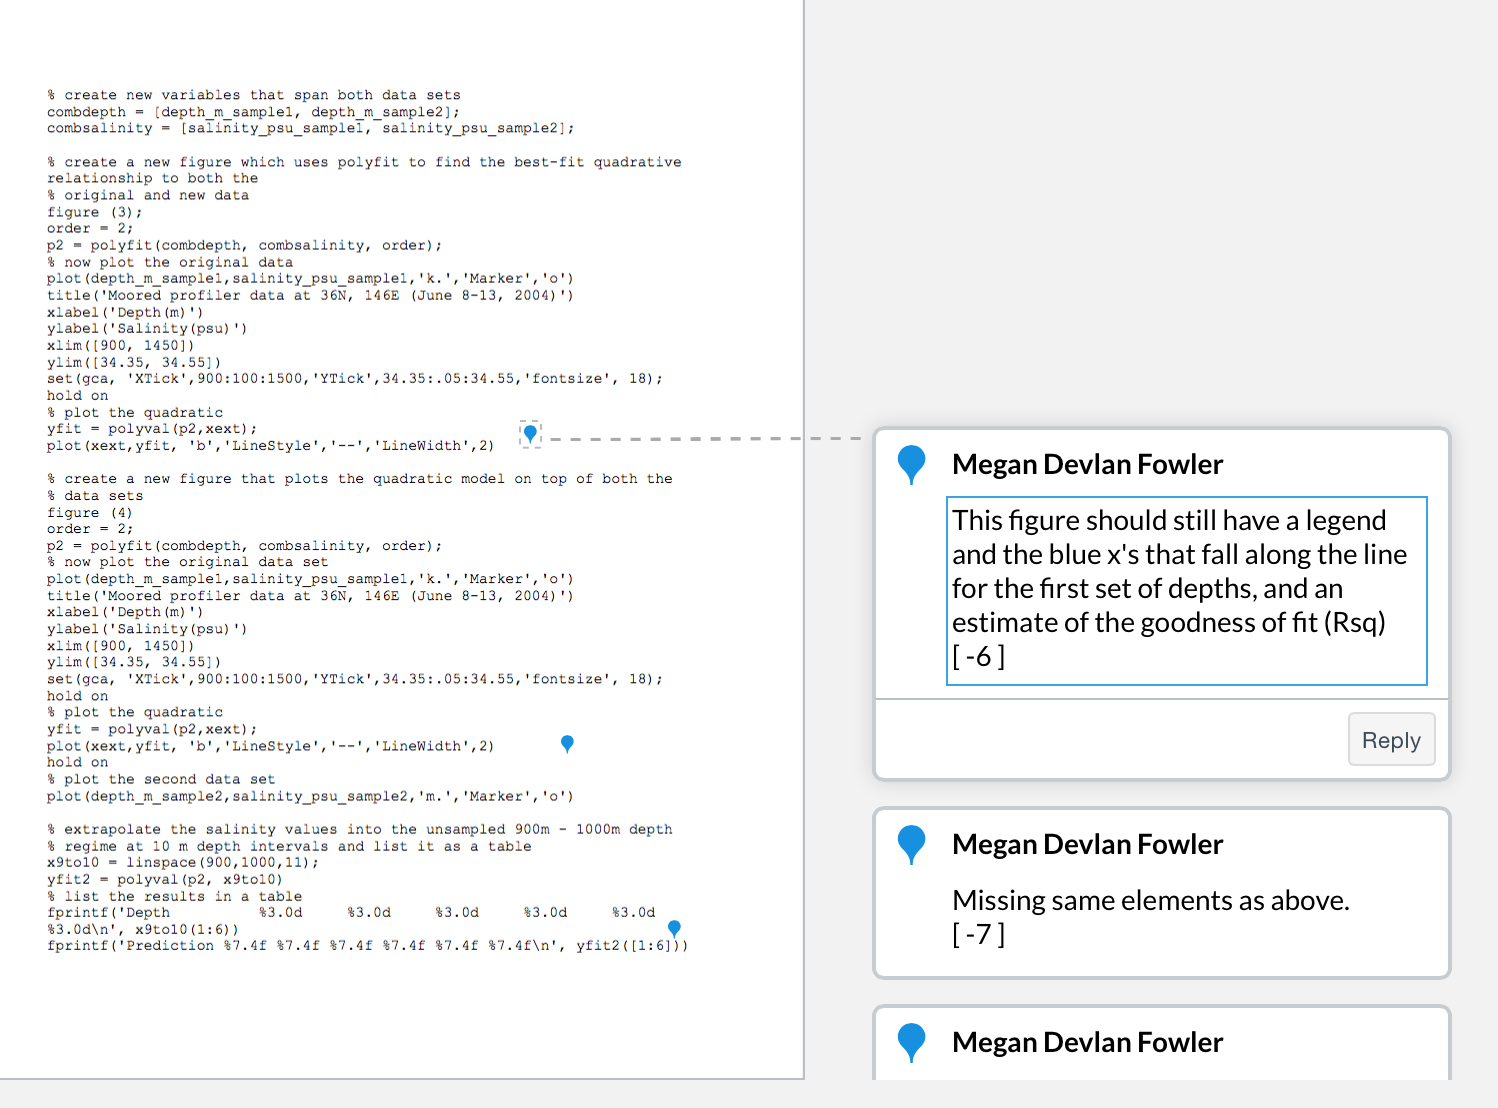 % create new variables that span both data sets
combdepth = [depth_m_sample1, depth_m_sample2];
combsalinity = [salinity_psu_sample1, salinity_psu_sample2];
% create a new figure which uses polyfit to find the best-fit quadrative
relationship to both the
% original and new data
figure (3);
order = 2;
p2 = polyfit(combdepth, combsalinity, order);
% now plot the original data
plot(depth_m_sample1,salinity_psu_sample1,'k.','Marker','o')
title('Moored profiler data at 36N, 146E (June 8-13, 2004)')
xlabel('Depth(m)')
ylabel('Salinity(psu)')
xlim([900, 1450])
ylim([34.35, 34.55])
set(gca, 'XTick',900:100:1500,'YTick',34.35:.05:34.55,'fontsize', 18);
hold on
% plot the quadratic
yfit = polyval(p2,xext);
plot(xext,yfit, 'b','LineStyle','--','LineWidth',2)
% create a new figure that plots the quadratic model on top of both the
% data sets
figure (4)
order = 2;
p2 = polyfit(combdepth, combsalinity, order);
% now plot the original data set
plot(depth_m_sample1,salinity_psu_sample1,'k.','Marker','o')
title('Moored profiler data at 36N, 146E (June 8-13, 2004)')
xlabel('Depth(m)')
ylabel('Salinity(psu)')
xlim([900, 1450])
ylim([34.35, 34.55])
set(gca, 'XTick',900:100:1500,'YTick',34.35:.05:34.55,'fontsize', 18);
hold on
% plot the quadratic
yfit = polyval(p2,xext);
plot(xext,yfit, 'b','LineStyle','--','LineWidth',2)
hold on
% plot the second data set
plot(depth_m_sample2,salinity_psu_sample2,'m.','Marker','o')
% extrapolate the salinity values into the unsampled 900m - 1000m depth
% regime at 10 m depth intervals and list it as a table
x9to10 = linspace(900,1000,11);
yfit2 = polyval(p2, x9to10)
% list the results in a table
fprintf('Depth          %3.0d     %3.0d     %3.0d     %3.0d     %3.0d
%3.0d\n', x9to10(1:6))
fprintf('Prediction %7.4f %7.4f %7.4f %7.4f %7.4f %7.4f\n', yfit2([1:6]))
Megan Devlan Fowler
This figure should still have a legend
and the blue x's that fall along the line
for the first set of depths, and an
estimate of the goodness of fit (Rsq)
[ -6 ]
Reply
Megan Devlan Fowler
Missing same elements as above.
[ -7 ]
Megan Devlan Fowler